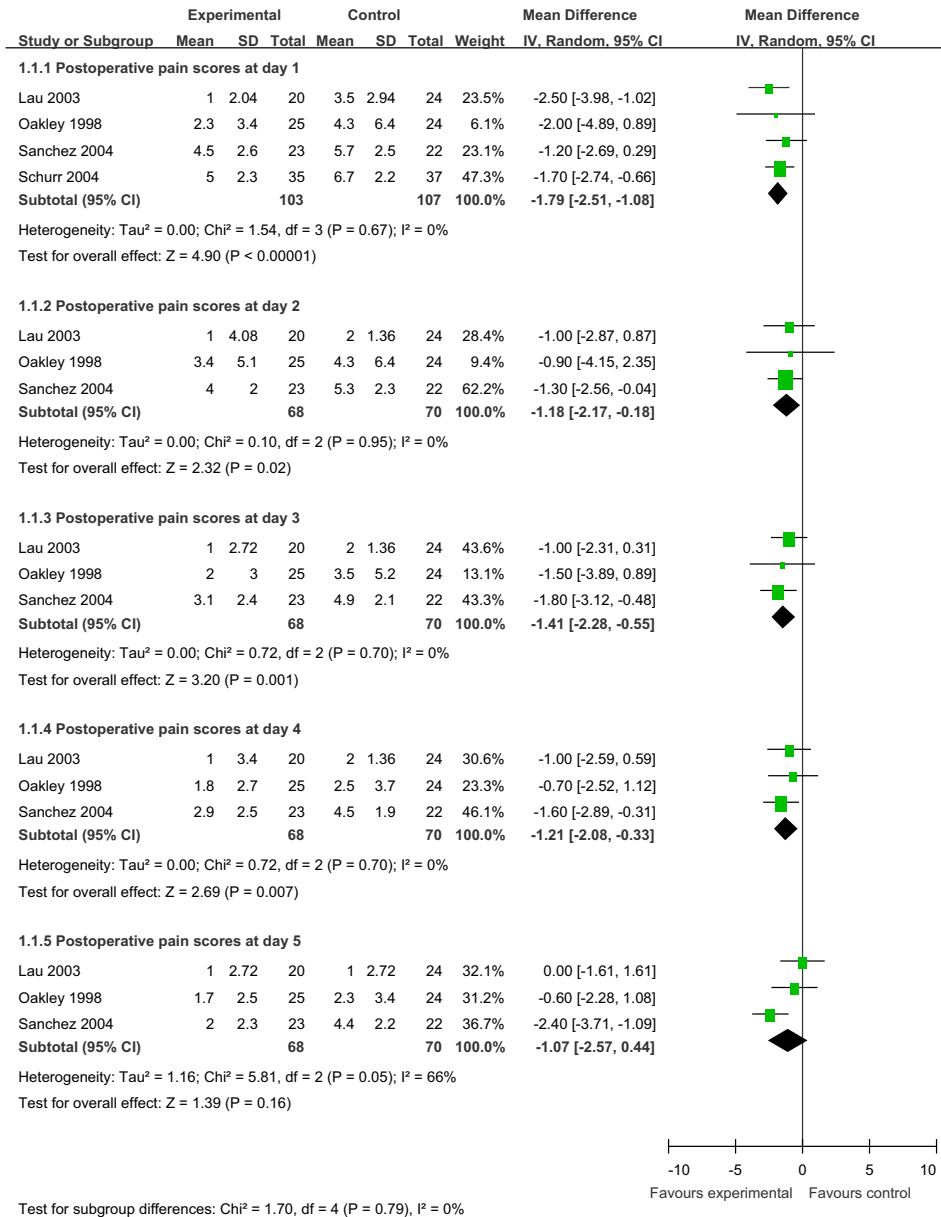 Experimental Control Mean Difference Mean Difference
Study or Subgroup Mean SD Total Mean SD Total Weight IV, Random, 95% CI IV, Random, 95% CI
1.1.1 Postoperative pain scores at day 1
Lau 2003 1 2.04 20 3.5 2.94 24 23.5% -2.50 [-3.98, -1.02]
Oakley 1998 2.3 3.4 25 4.3 6.4 24 6.1% -2.00 [-4.89, 0.89]
Sanchez 2004 4.5 2.6 23 5.7 2.5 22 23.1% -1.20 [-2.69, 0.29]
Schurr 2004 5 2.3 35 6.7 2.2 37 47.3% -1.70 [-2.74, -0.66]
Subtotal (95% CI) 103 107 100.0% -1.79 [-2.51, -1.08]
Heterogeneity: Tau² = 0.00; Chi² = 1.54, df = 3 (P = 0.67); I² = 0%
Test for overall effect: Z = 4.90 (P < 0.00001)
1.1.2 Postoperative pain scores at day 2
Lau 2003 1 4.08 20 2 1.36 24 28.4% -1.00 [-2.87, 0.87]
Oakley 1998 3.4 5.1 25 4.3 6.4 24 9.4% -0.90 [-4.15, 2.35]
Sanchez 2004 4 2 23 5.3 2.3 22 62.2% -1.30 [-2.56, -0.04]
Subtotal (95% CI) 68 70 100.0% -1.18 [-2.17, -0.18]
Heterogeneity: Tau² = 0.00; Chi² = 0.10, df = 2 (P = 0.95); I² = 0%
Test for overall effect: Z = 2.32 (P = 0.02)
1.1.3 Postoperative pain scores at day 3
Lau 2003 1 2.72 20 2 1.36 24 43.6% -1.00 [-2.31, 0.31]
Oakley 1998 2 3 25 3.5 5.2 24 13.1% -1.50 [-3.89, 0.89]
Sanchez 2004 3.1 2.4 23 4.9 2.1 22 43.3% -1.80 [-3.12, -0.48]
Subtotal (95% CI) 68 70 100.0% -1.41 [-2.28, -0.55]
Heterogeneity: Tau² = 0.00; Chi² = 0.72, df = 2 (P = 0.70); I² = 0%
Test for overall effect: Z = 3.20 (P = 0.001)
1.1.4 Postoperative pain scores at day 4
Lau 2003 1 3.4 20 2 1.36 24 30.6% -1.00 [-2.59, 0.59]
Oakley 1998 1.8 2.7 25 2.5 3.7 24 23.3% -0.70 [-2.52, 1.12]
Sanchez 2004 2.9 2.5 23 4.5 1.9 22 46.1% -1.60 [-2.89, -0.31]
Subtotal (95% CI) 68 70 100.0% -1.21 [-2.08, -0.33]
Heterogeneity: Tau² = 0.00; Chi² = 0.72, df = 2 (P = 0.70); I² = 0%
Test for overall effect: Z = 2.69 (P = 0.007)
1.1.5 Postoperative pain scores at day 5
Lau 2003 1 2.72 20 1 2.72 24 32.1% 0.00 [-1.61, 1.61]
Oakley 1998 1.7 2.5 25 2.3 3.4 24 31.2% -0.60 [-2.28, 1.08]
Sanchez 2004 2 2.3 23 4.4 2.2 22 36.7% -2.40 [-3.71, -1.09]
Subtotal (95% CI) 68 70 100.0% -1.07 [-2.57, 0.44]
Heterogeneity: Tau² = 1.16; Chi² = 5.81, df = 2 (P = 0.05); I² = 66%
Test for overall effect: Z = 1.39 (P = 0.16)
-10 -5 0 5 10
Favours experimental Favours control
Test for subgroup differences: Chi² = 1.70, df = 4 (P = 0.79), I² = 0%